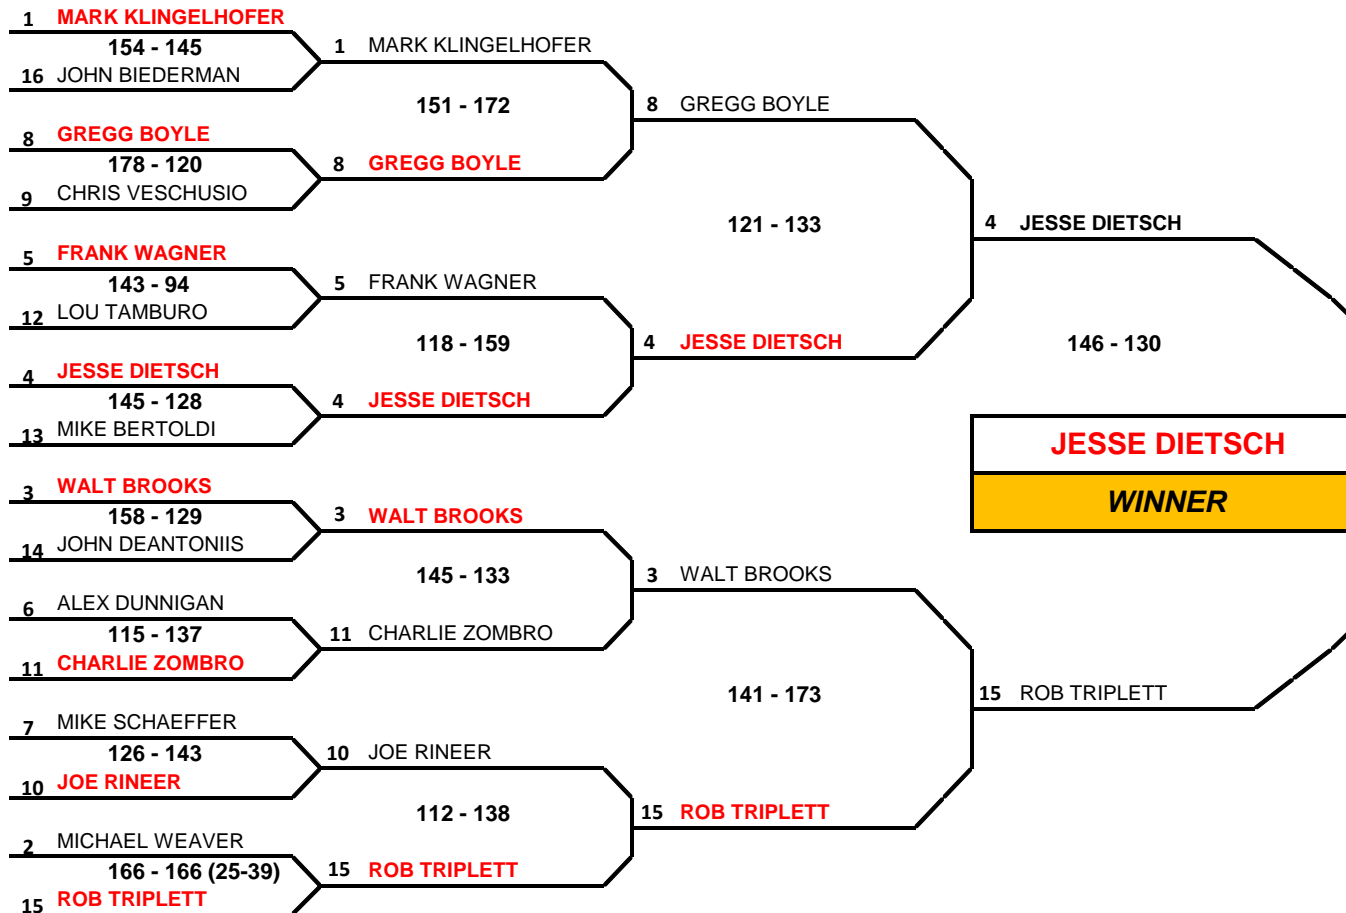 1 MARK KLINGELHOFER
154 - 145
16 JOHN BIEDERMAN
8 GREGG BOYLE
178 - 120
9 CHRIS VESCHUSIO
5 FRANK WAGNER
143 - 94
12 LOU TAMBURO
4 JESSE DIETSCH
145 - 128
13 MIKE BERTOLDI
3 WALT BROOKS
158 - 129
14 JOHN DEANTONIIS
6 ALEX DUNNIGAN
115 - 137
11 CHARLIE ZOMBRO
7 MIKE SCHAEFFER
126 - 143
10 JOE RINEER
2 MICHAEL WEAVER
166 - 166 (25-39)
15 ROB TRIPLETT
1 MARK KLINGELHOFER
151 - 172
8 GREGG BOYLE
5 FRANK WAGNER
118 - 159
4 JESSE DIETSCH
3 WALT BROOKS
145 - 133
11 CHARLIE ZOMBRO
10 JOE RINEER
112 - 138
15 ROB TRIPLETT
8 GREGG BOYLE
121 - 133
4 JESSE DIETSCH
3 WALT BROOKS
141 - 173
15 ROB TRIPLETT
4 JESSE DIETSCH
146 - 130
15 ROB TRIPLETT
JESSE DIETSCH
WINNER